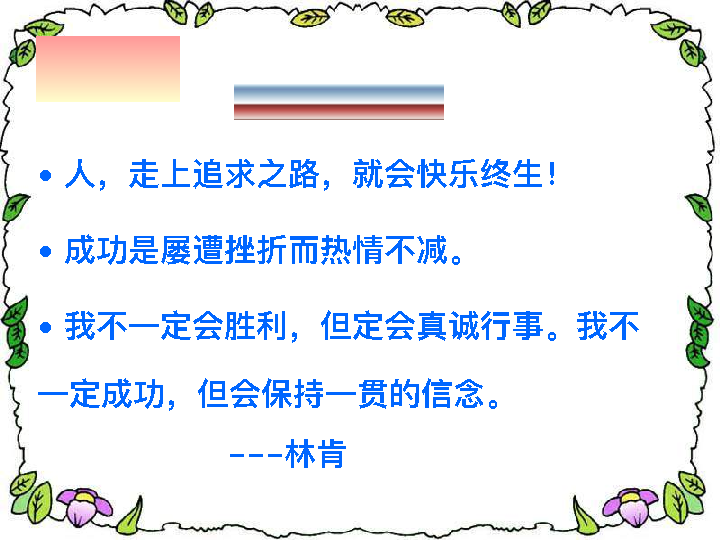 • 人，走上追求之路，就会快乐终生！
• 成功是屡遭挫折而热情不减。
• 我不一定会胜利，但定会真诚行事。我不
一定成功，但会保持一贯的信念。
---林肯